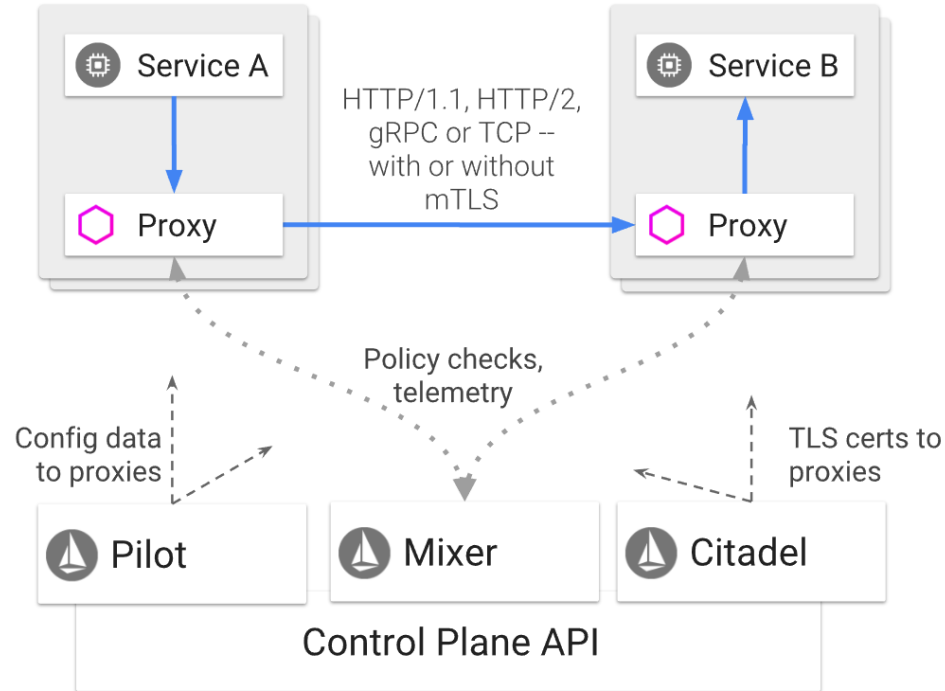 Service A
Service B
HTTP/1.1, HTTP/2,
gRPC or TCP --
with or without
mTLS
Proxy
Proxy
Policy checks,
telemetry
Config data
to proxies
TLS certs to
proxies
Pilot
Mixer
Citadel
Control Plane API